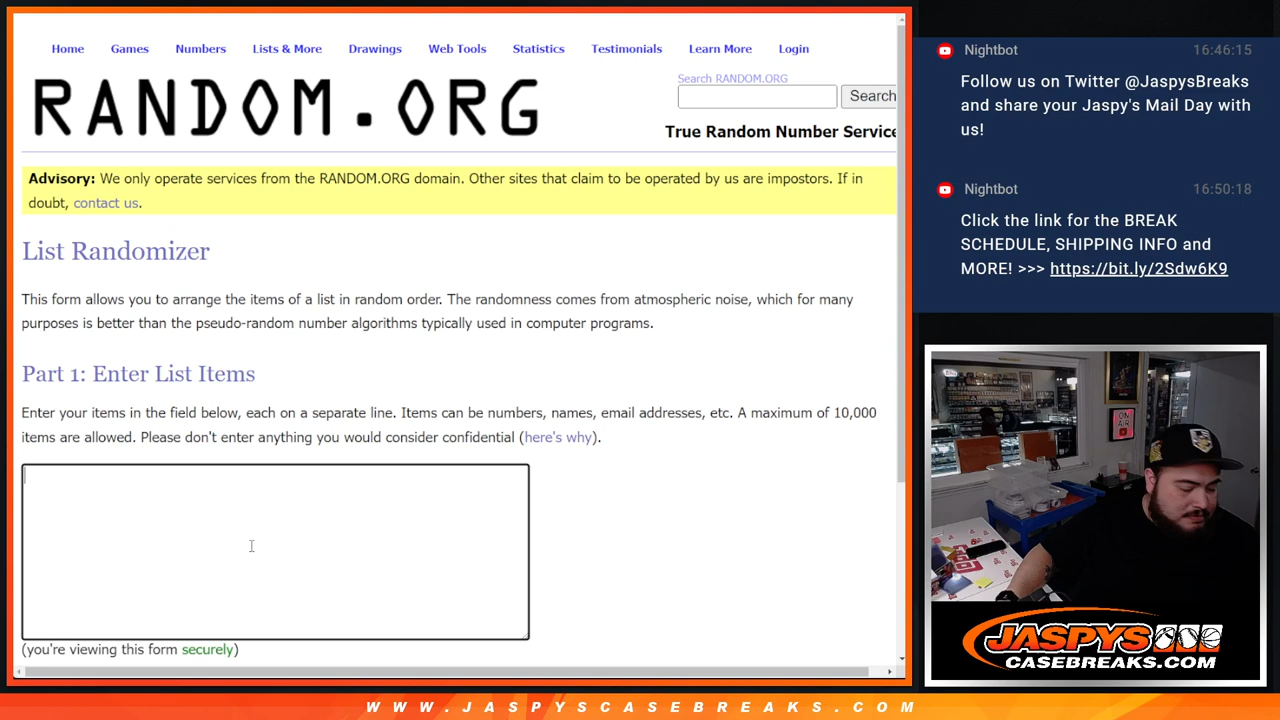 Home Games Numbers Lists & More Drawings Web Tools Statistics Testimonials Learn More Login
RANDOM.ORG
Search RANDOM.ORG
Search
True Random Number Service
Advisory: We only operate services from the RANDOM.ORG domain. Other sites that claim to be operated by us are impostors. If in
doubt, contact us.
List Randomizer
This form allows you to arrange the items of a list in random order. The randomness comes from atmospheric noise, which for many
purposes is better than the pseudo-random number algorithms typically used in computer programs.
Part 1: Enter List Items
Enter your items in the field below, each on a separate line. Items can be numbers, names, email addresses, etc. A maximum of 10,000
items are allowed. Please don't enter anything you would consider confidential (here's why).
(you're viewing this form securely)
Nightbot 16:46:15
Follow us on Twitter @JaspysBreaks
and share your Jaspy's Mail Day with
us!
Nightbot 16:50:18
Click the link for the BREAK
SCHEDULE, SHIPPING INFO and
MORE! >>> https://bit.ly/2Sdw6K9
ON
AIR
JASPYS
CASEBREAKS.COM
WWW.JASPYSCASEBREAKS.COM